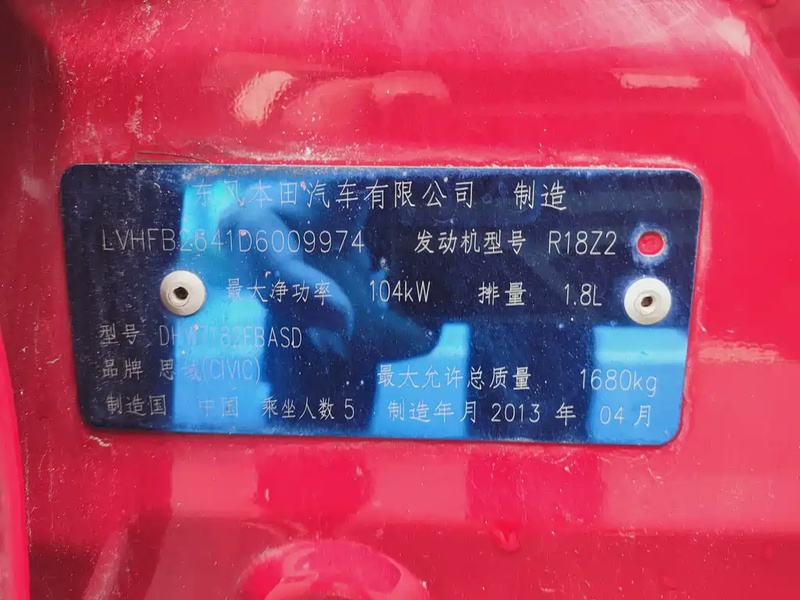 东风本田汽车有限公司 制造
LVHFB2641D6009974 发动机型号 R18Z2
最大净功率 104kW 排量 1.8L
型号 DHW7182FBASD
品牌 思域(CIVIC) 最大允许总质量 1680kg
制造国 中国 乘坐人数 5 制造年月 2013 年 04 月